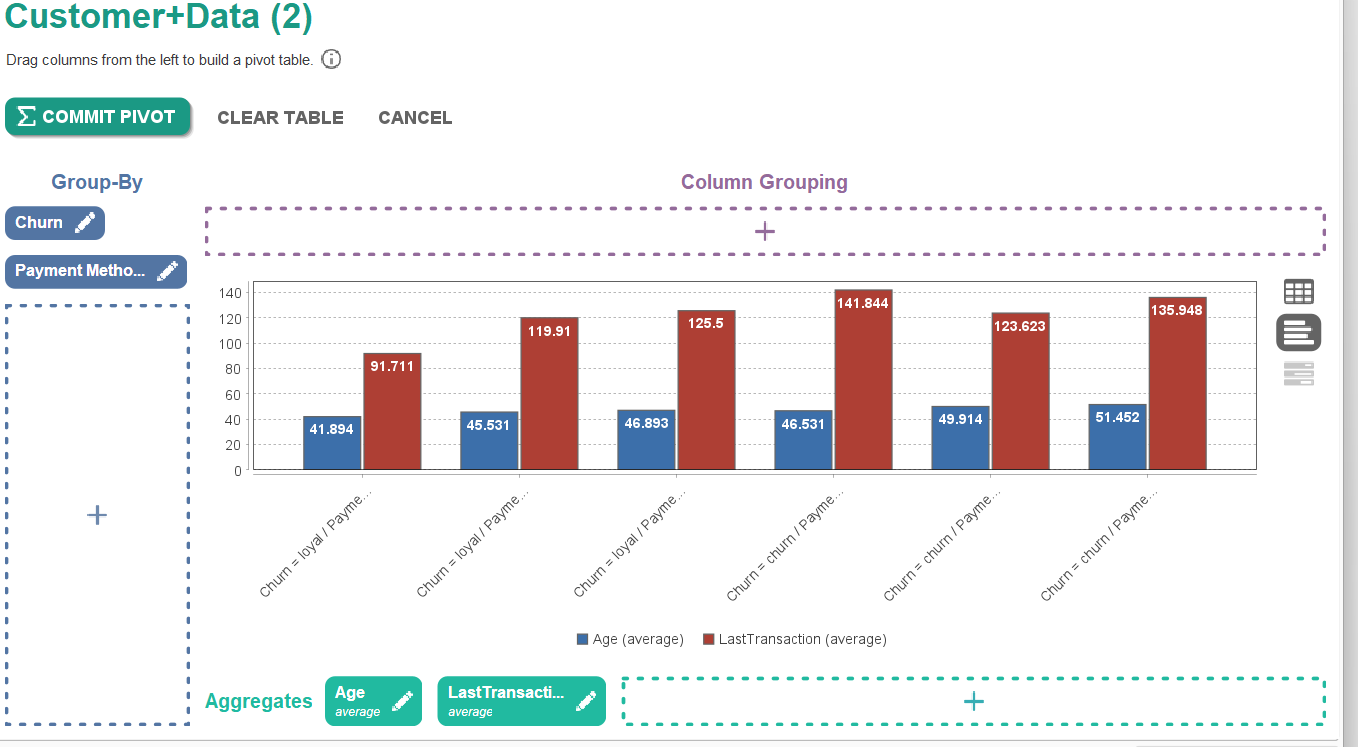 Customer+Data (2)
Drag columns from the left to build a pivot table.
COMMIT PIVOT
CLEAR TABLE
CANCEL
Group-By
Column Grouping
Churn
Payment Metho...
140
120
100
80
60
40
20
0
41.894
91.711
45.531
119.91
46.893
125.5
46.531
141.844
49.914
123.623
51.452
135.948
Churn = loyal / Payme...
Churn = loyal / Payme...
Churn = loyal / Payme...
Churn = churn / Payme...
Churn = churn / Payme...
Churn = churn / Payme...
Age (average)
LastTransaction (average)
Aggregates
Age
average
LastTransacti...
average